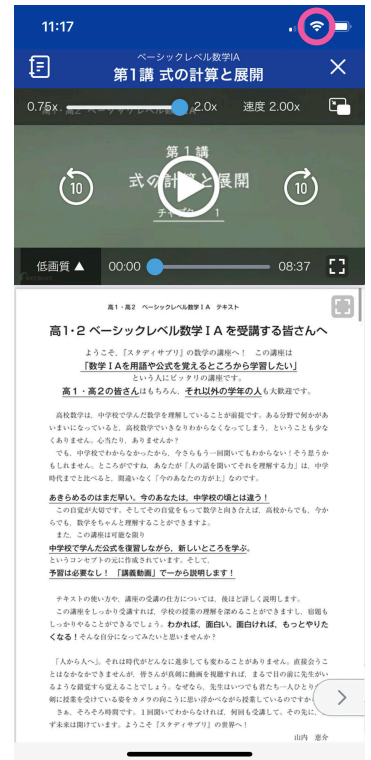 11:17
ベーシックレベル数学ⅠA
第1講 式の計算と展開
0.75x
2.0x
速度 2.00x
第1講
式の計算と展開
チャプター 1
10
10
低画質▲
00:00
08:37
高1・高2 ベーシックレベル数学ⅠA テキスト
高1・2 ベーシックレベル数学ⅠAを受講する皆さんへ
ようこそ、『スタディサプリ』の数学の講座へ! この講座は
「数学ⅠAを用語や公式を覚えるところから学習したい」
という人にピッタリの講座です。
高1・高2の皆さんはもちろん、それ以外の学年の人も大歓迎です。
高校数学は、中学校で学んだ数学を理解していることが前提です。ある分野で何かがあ
いまいになっていると、高校数学でいきなりわからなくなってしまう、ということも少な
くありません。心当たり、ありませんか?
でも、中学校でわからなかったから、今さらもう一回聞いてもわからない!そう思うか
もしれません。ところがですね、あなたが「人の話を聞いてそれを理解する力」は、中学
時代までと比べると、間違いなく「今のあなたの方が上」なのです。
あきらめるのはまだ早い。今のあなたは、中学校の頃とは違う!
この自覚が大切です。そしてその自覚をもって数学と向き合えば、高校からでも、今か
らでも、数学をちゃんと理解することができますよ。
また、この講座は可能な限り
中学校で学んだ公式を復習しながら、新しいところを学ぶ。
というコンセプトの元に作成されています。そして、
予習は必要なし! 「講義動画」で一から説明します!
テキストの使い方や、講座の受講の仕方については、後ほど詳しく説明します。
この講座をしっかり受講すれば、学校の授業の理解を深めることができますし、宿題も
しっかりやることができるでしょう。わかれば、面白い。面白ければ、もっとやりた
くなる!そんな自分になってみたいと思いませんか?
「人から人へ」。それは時代がどんなに進歩しても変わることがありません。直接会うこ
とはなかなかできませんが、皆さんが真剣に動画を視聴すれば、まるで目の前に先生がい
るような錯覚すら覚えることでしょう。なぜなら、先生はいつでも君たち一人ひとりが
剣に授業を受けている姿をカメラの向こうに思い浮かべながら授業しているのですか
さあ、そろそろ時間です。1回聞いてわからなければ、何回も受講して。その先に、
ず未来は開けています。ようこそ『スタディサプリ』の世界へ!
山内 恵介